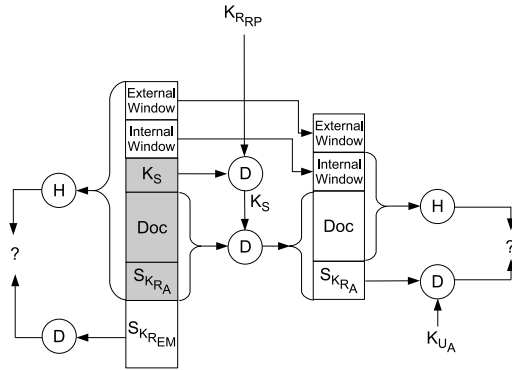 K_R_RP
External
Window
Internal
Window
K_S
Doc
S_K_R_A
S_K_R_EM
H
?
D
D
K_S
D
External
Window
Internal
Window
Doc
S_K_R_A
H
?
D
K_U_A